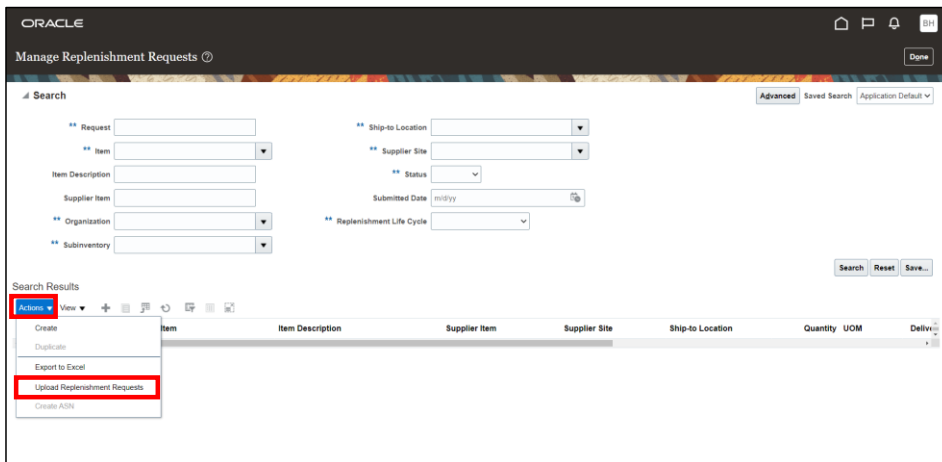 ORACLE
BH
Manage Replenishment Requests
Done
Search
Advanced Saved Search Application Default
** Request
** Ship-to Location
** Item
** Supplier Site
Item Description
** Status
Supplier Item
Submitted Date m/d/yy
** Organization
** Replenishment Life Cycle
** Subinventory
Search Reset Save...
Search Results
Actions View
Create
Item Item Description Supplier Item Supplier Site Ship-to Location Quantity UOM Delive
Duplicate
Export to Excel
Upload Replenishment Requests
Create ASN